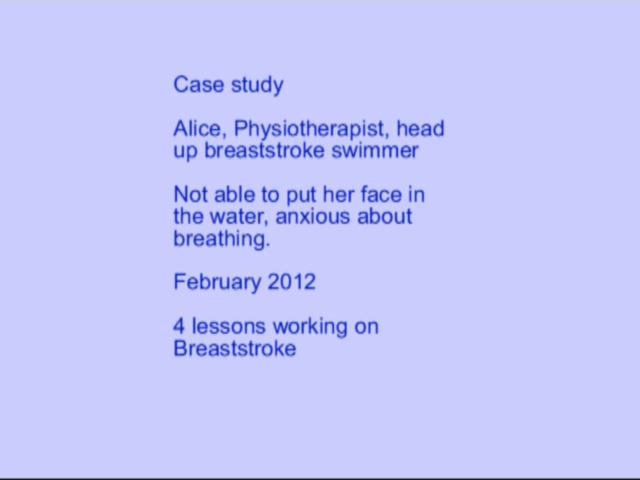 Case study
Alice, Physiotherapist, head
up breaststroke swimmer
Not able to put her face in
the water, anxious about
breathing.
February 2012
4 lessons working on
Breaststroke